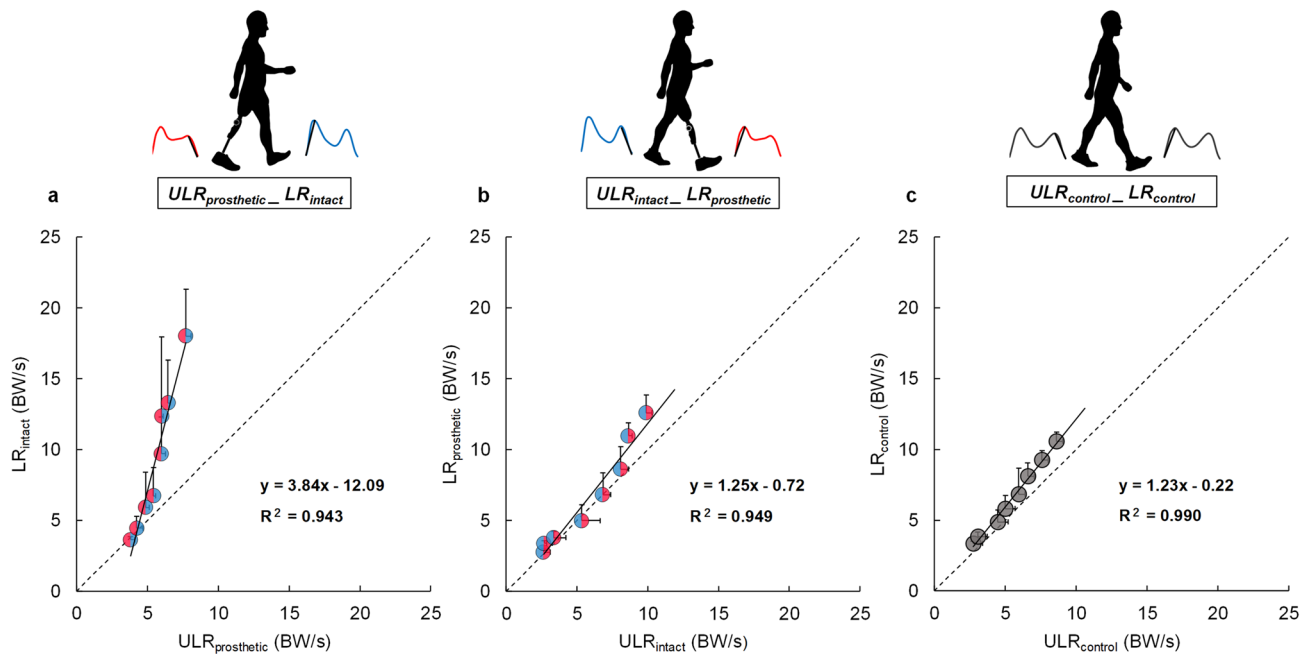 a
ULRprosthetic_ LRintact
b
ULRintact_ LRprosthetic
c
ULRcontrol_ LRcontrol
25
20
15
10
5
0
LRintact (BW/s)
y = 3.84x - 12.09
R² = 0.943
0 5 10 15 20 25
ULRprosthetic (BW/s)
25
20
15
10
5
0
LRprosthetic (BW/s)
y = 1.25x - 0.72
R² = 0.949
0 5 10 15 20 25
ULRintact (BW/s)
25
20
15
10
5
0
LRcontrol (BW/s)
y = 1.23x - 0.22
R² = 0.990
0 5 10 15 20 25
ULRcontrol (BW/s)